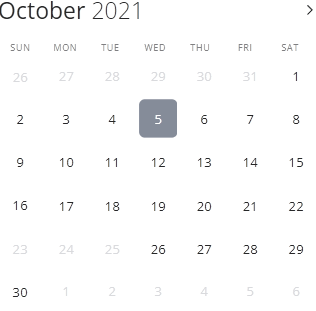 October 2021
SUN MON TUE WED THU FRI SAT
26 27 28 29 30 31 1
2 3 4 5 6 7 8
9 10 11 12 13 14 15
16 17 18 19 20 21 22
23 24 25 26 27 28 29
30 1 2 3 4 5 6